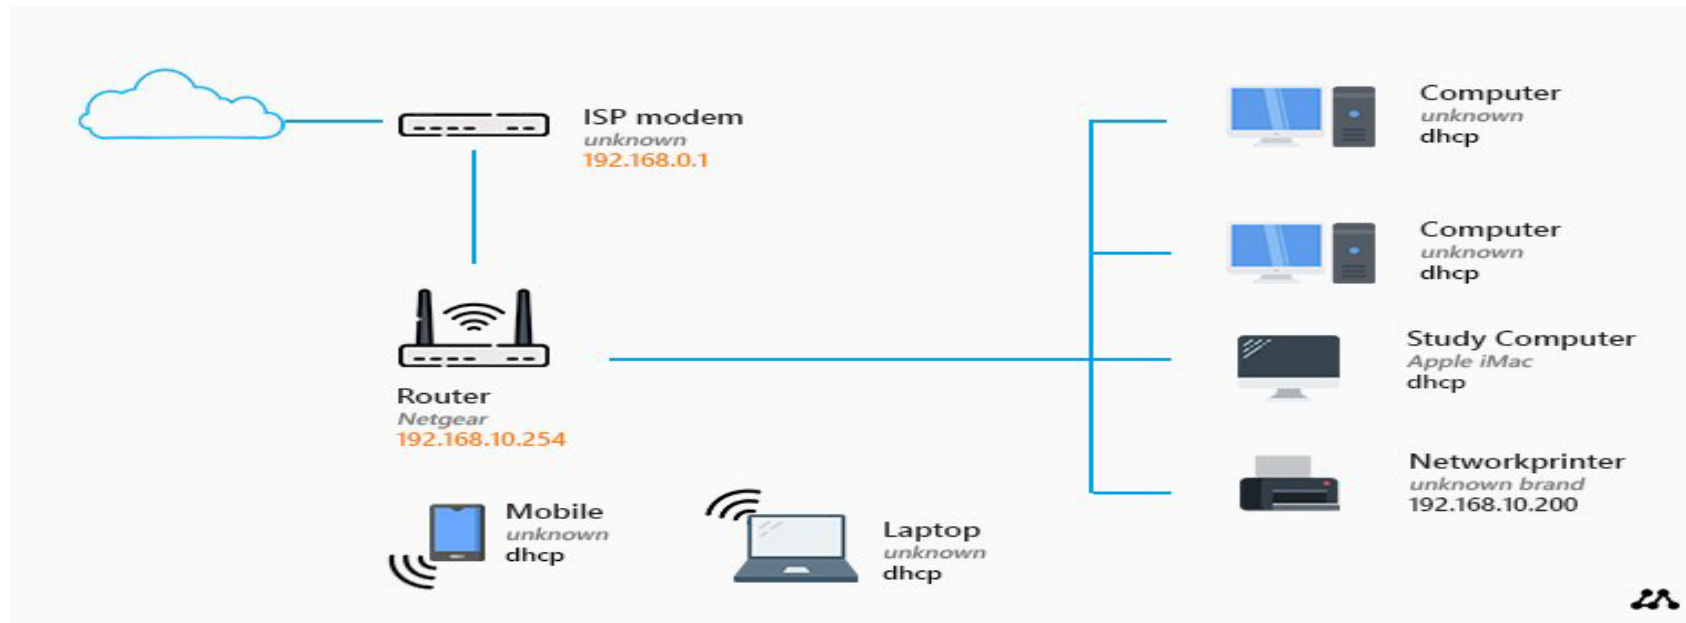 ISP modem
unknown
192.168.0.1
Router
Netgear
192.168.10.254
Mobile
unknown
dhcp
Laptop
unknown
dhcp
Computer
unknown
dhcp
Computer
unknown
dhcp
Study Computer
Apple iMac
dhcp
Networkprinter
unknown brand
192.168.10.200